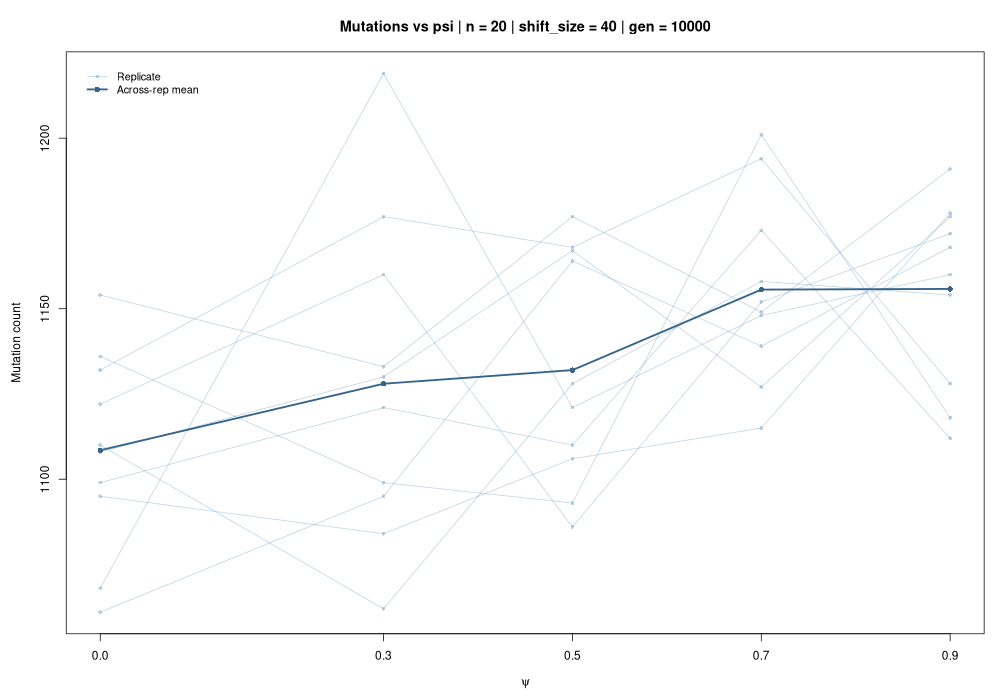 Mutations vs psi | n = 20 | shift_size = 40 | gen = 10000
Replicate
Across-rep mean
Mutation count
1200
1150
1100
0.0 0.3 0.5 0.7 0.9
ψ